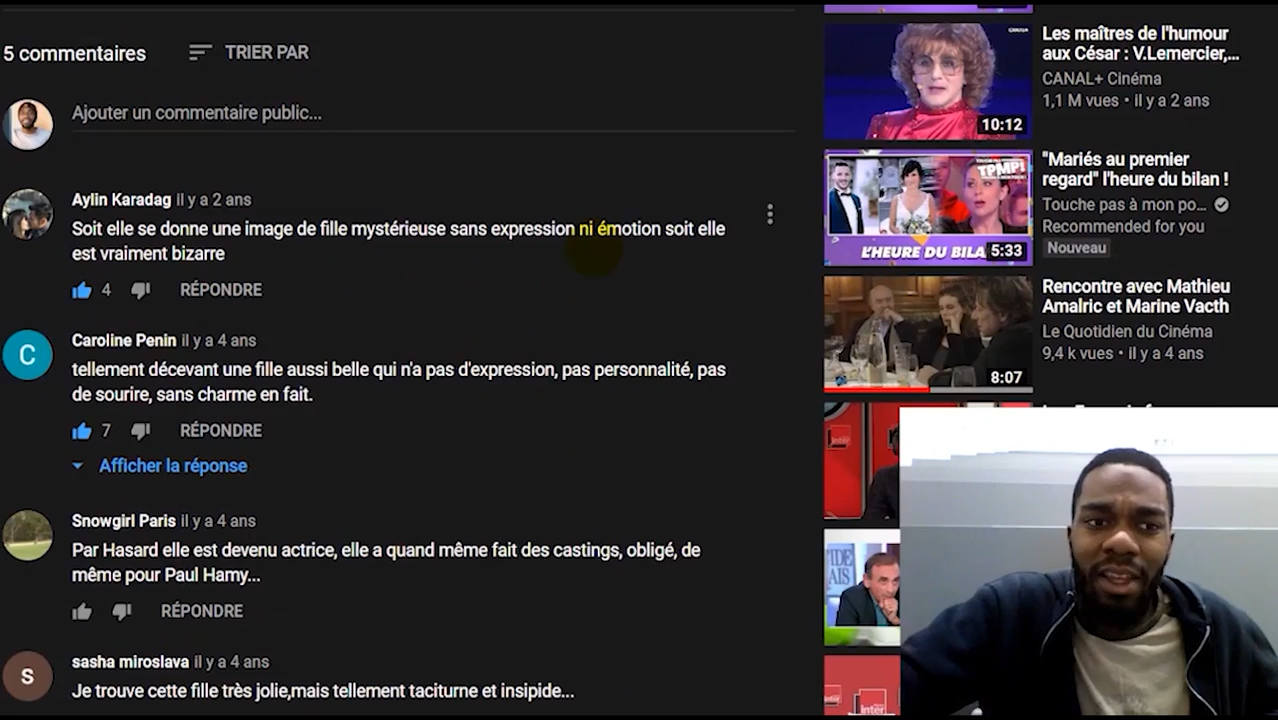 5 commentaires
TRIER PAR
Ajouter un commentaire public...
Aylin Karadag il y a 2 ans
Soit elle se donne une image de fille mystérieuse sans expression ni émotion soit elle
est vraiment bizarre
4
RÉPONDRE
C
Caroline Penin il y a 4 ans
tellement décevant une fille aussi belle qui n'a pas d'expression, pas personnalité, pas
de sourire, sans charme en fait.
7
RÉPONDRE
Afficher la réponse
Snowgirl Paris il y a 4 ans
Par Hasard elle est devenu actrice, elle a quand même fait des castings, obligé, de
même pour Paul Hamy...
RÉPONDRE
S
sasha miroslava il y a 4 ans
Je trouve cette fille très jolie,mais tellement taciturne et insipide...
CANAL+
10:12
Les maîtres de l'humour
aux César : V.Lemercier,...
CANAL+ Cinéma
1,1 M vues • il y a 2 ans
TPMP!
L'HEURE DU BILA
5:33
"Mariés au premier
regard" l'heure du bilan !
Touche pas à mon po...
Recommended for you
Nouveau
8:07
Rencontre avec Mathieu
Amalric et Marine Vacth
Le Quotidien du Cinéma
9,4 k vues • il y a 4 ans
inter
inter